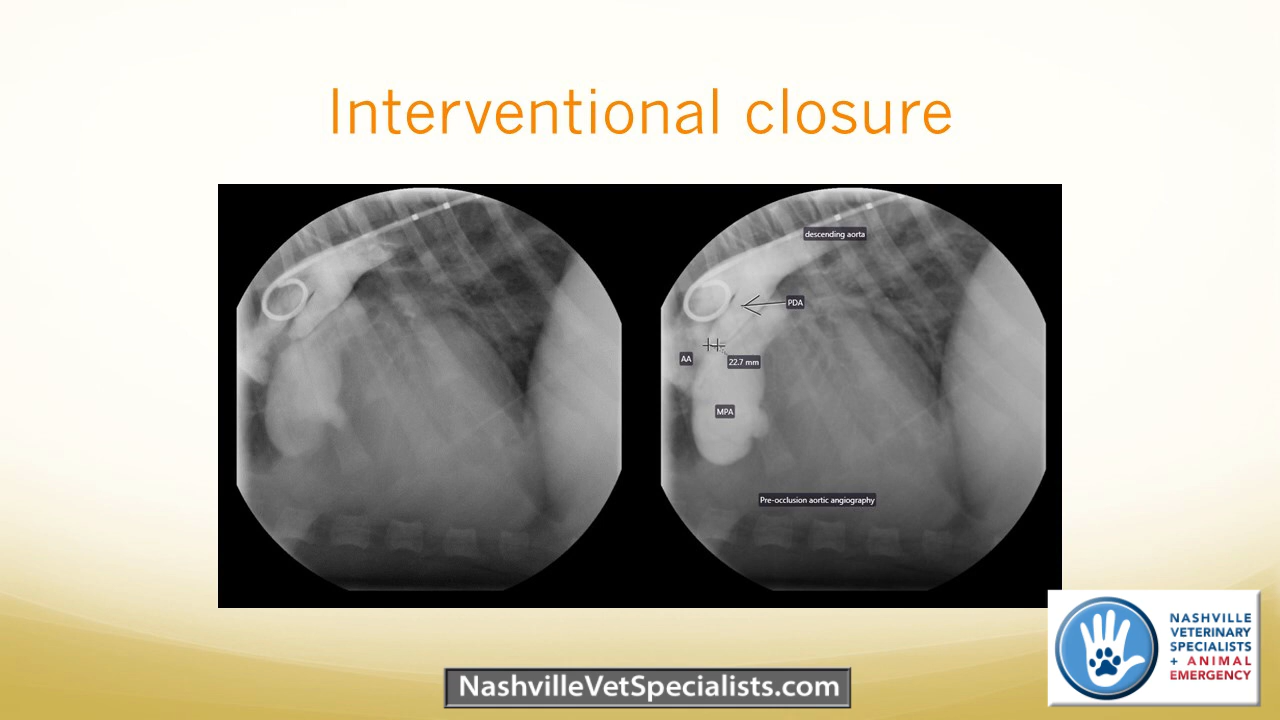 Interventional closure
descending aorta
PDA
AA
22.7 mm
MPA
Pre-occlusion aortic angiography
NASHVILLE
VETERINARY
SPECIALISTS
+ ANIMAL
EMERGENCY
NashvilleVetSpecialists.com